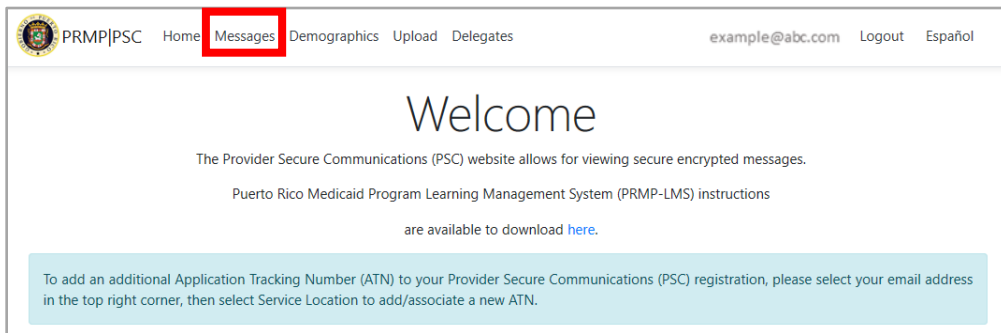 PRMP|PSC Home Messages Demographics Upload Delegates example@abc.com Logout Español
Welcome
The Provider Secure Communications (PSC) website allows for viewing secure encrypted messages.
Puerto Rico Medicaid Program Learning Management System (PRMP-LMS) instructions
are available to download here.
To add an additional Application Tracking Number (ATN) to your Provider Secure Communications (PSC) registration, please select your email address
in the top right corner, then select Service Location to add/associate a new ATN.